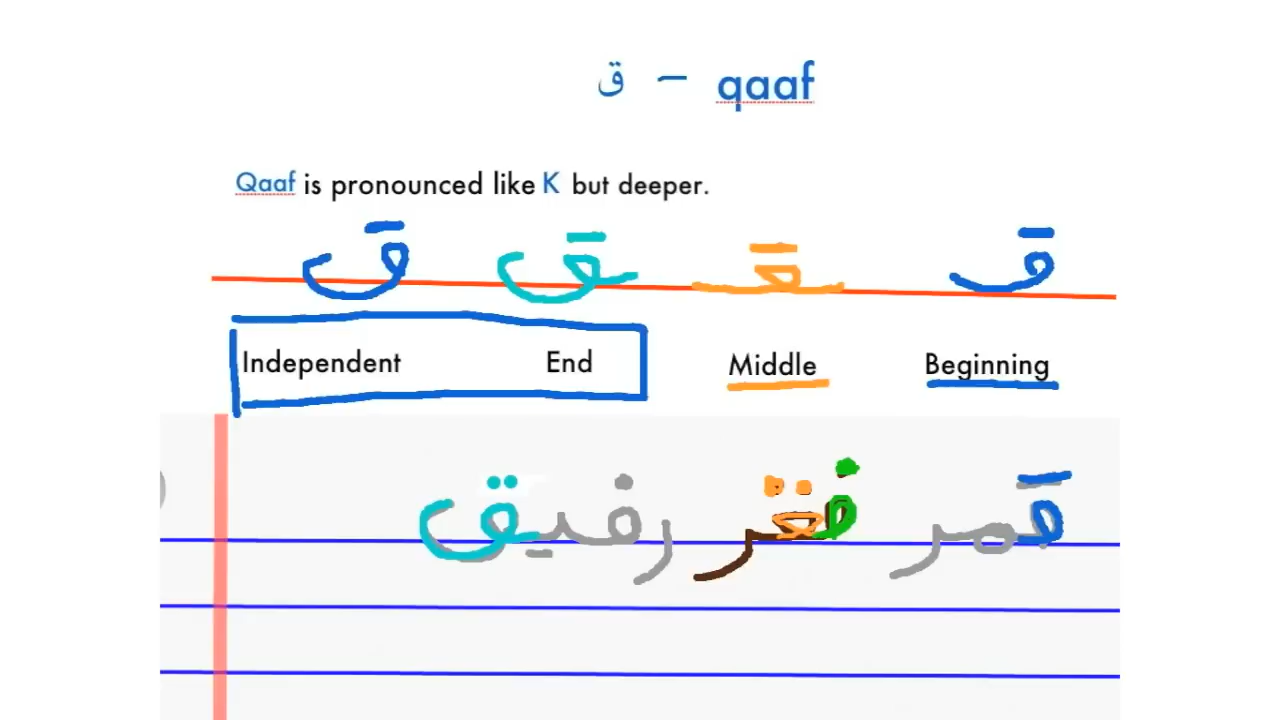 ق – qaaf
Qaaf is pronounced like K but deeper.
ق ـق ـقـ قـ
Independent End Middle Beginning
قمر فقر رفيق